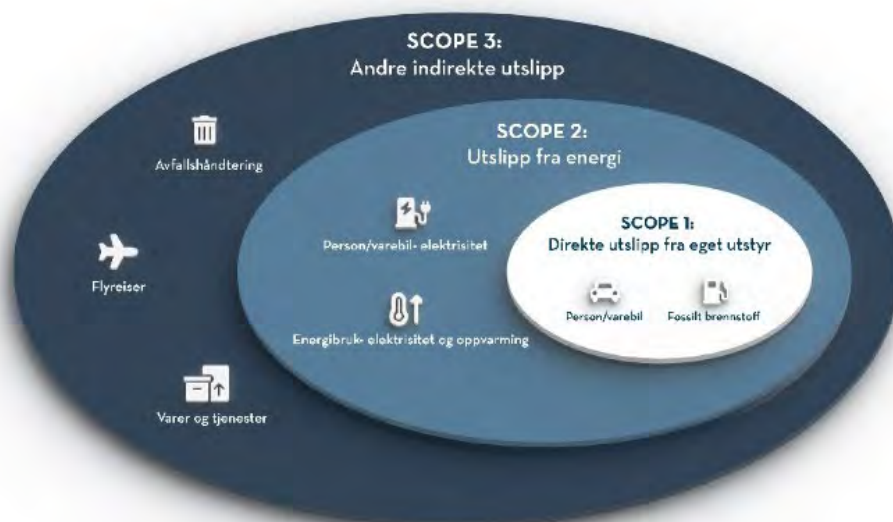 SCOPE 3:
Andre indirekte utslipp
Avfallshåndtering
Flyreiser
Varer og tjenester
SCOPE 2:
Utslipp fra energi
Person/varebil- elektrisitet
Energibruk- elektrisitet og oppvarming
SCOPE 1:
Direkte utslipp fra eget utstyr
Person/varebil
Fossilt brennstoff